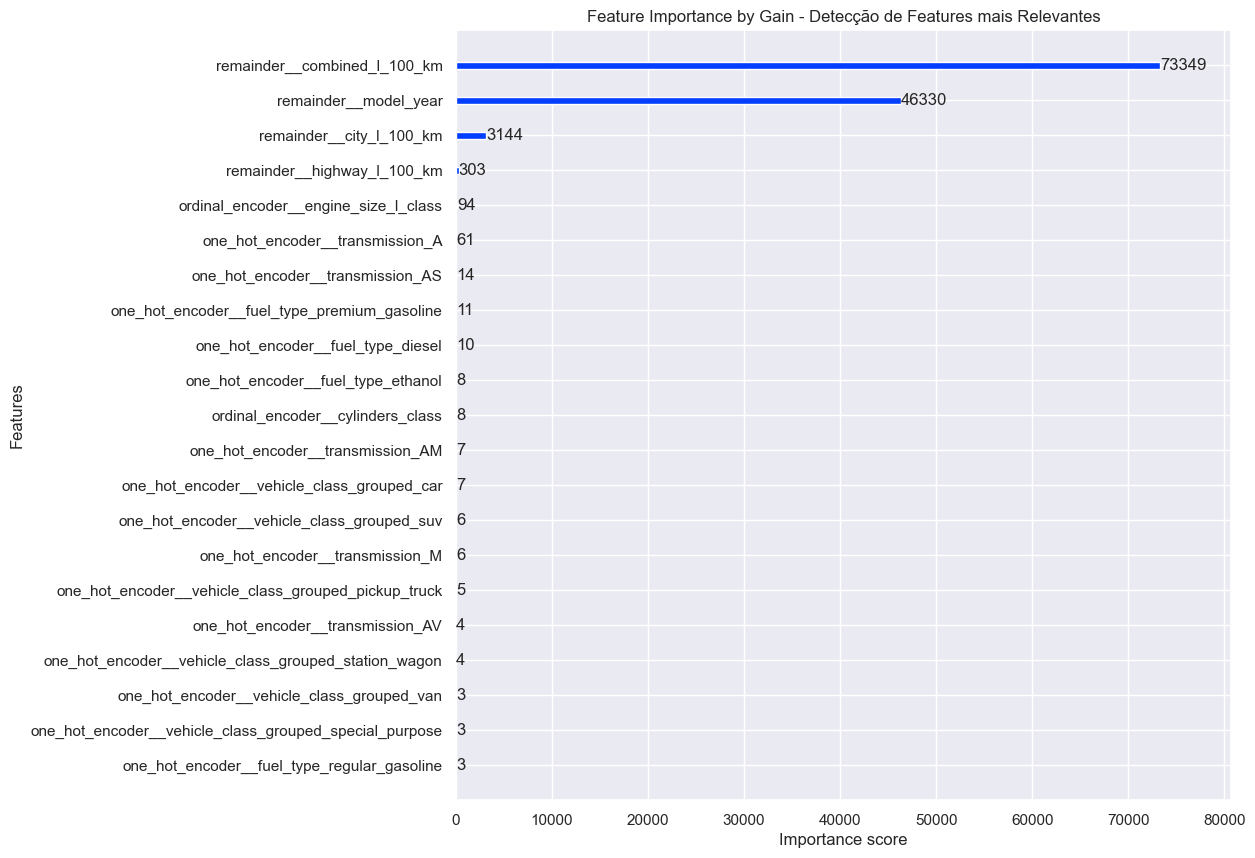 Feature Importance by Gain - Detecção de Features mais Relevantes
remainder__combined_l_100_km 73349
remainder__model_year 46330
remainder__city_l_100_km 3144
remainder__highway_l_100_km 303
ordinal_encoder__engine_size_l_class 94
one_hot_encoder__transmission_A 61
one_hot_encoder__transmission_AS 14
one_hot_encoder__fuel_type_premium_gasoline 11
one_hot_encoder__fuel_type_diesel 10
one_hot_encoder__fuel_type_ethanol 8
ordinal_encoder__cylinders_class 8
one_hot_encoder__transmission_AM 7
one_hot_encoder__vehicle_class_grouped_car 7
one_hot_encoder__vehicle_class_grouped_suv 6
one_hot_encoder__transmission_M 6
one_hot_encoder__vehicle_class_grouped_pickup_truck 5
one_hot_encoder__transmission_AV 4
one_hot_encoder__vehicle_class_grouped_station_wagon 4
one_hot_encoder__vehicle_class_grouped_van 3
one_hot_encoder__vehicle_class_grouped_special_purpose 3
one_hot_encoder__fuel_type_regular_gasoline 3
Features
0 10000 20000 30000 40000 50000 60000 70000 80000
Importance score